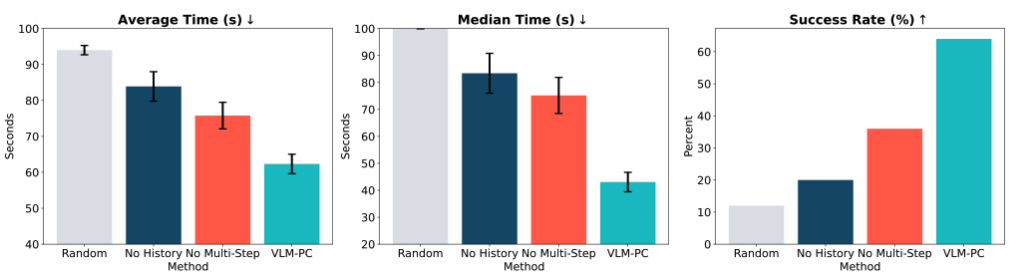 Average Time (s) ↓
100
90
80
70
60
50
40
Seconds
Random No History No Multi-Step VLM-PC
Method
Median Time (s) ↓
100
90
80
70
60
50
40
30
20
Seconds
Random No History No Multi-Step VLM-PC
Method
Success Rate (%) ↑
60
50
40
30
20
10
0
Percent
Random No History No Multi-Step VLM-PC
Method